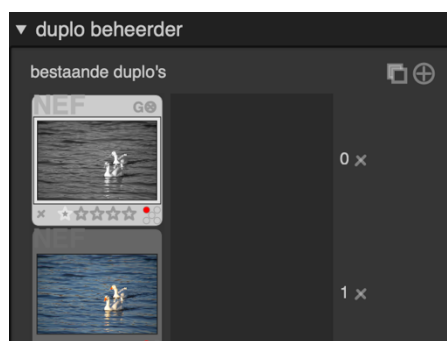 duplo beheerder
bestaande duplo's
NEF G
0 ×
NEF
1 ×